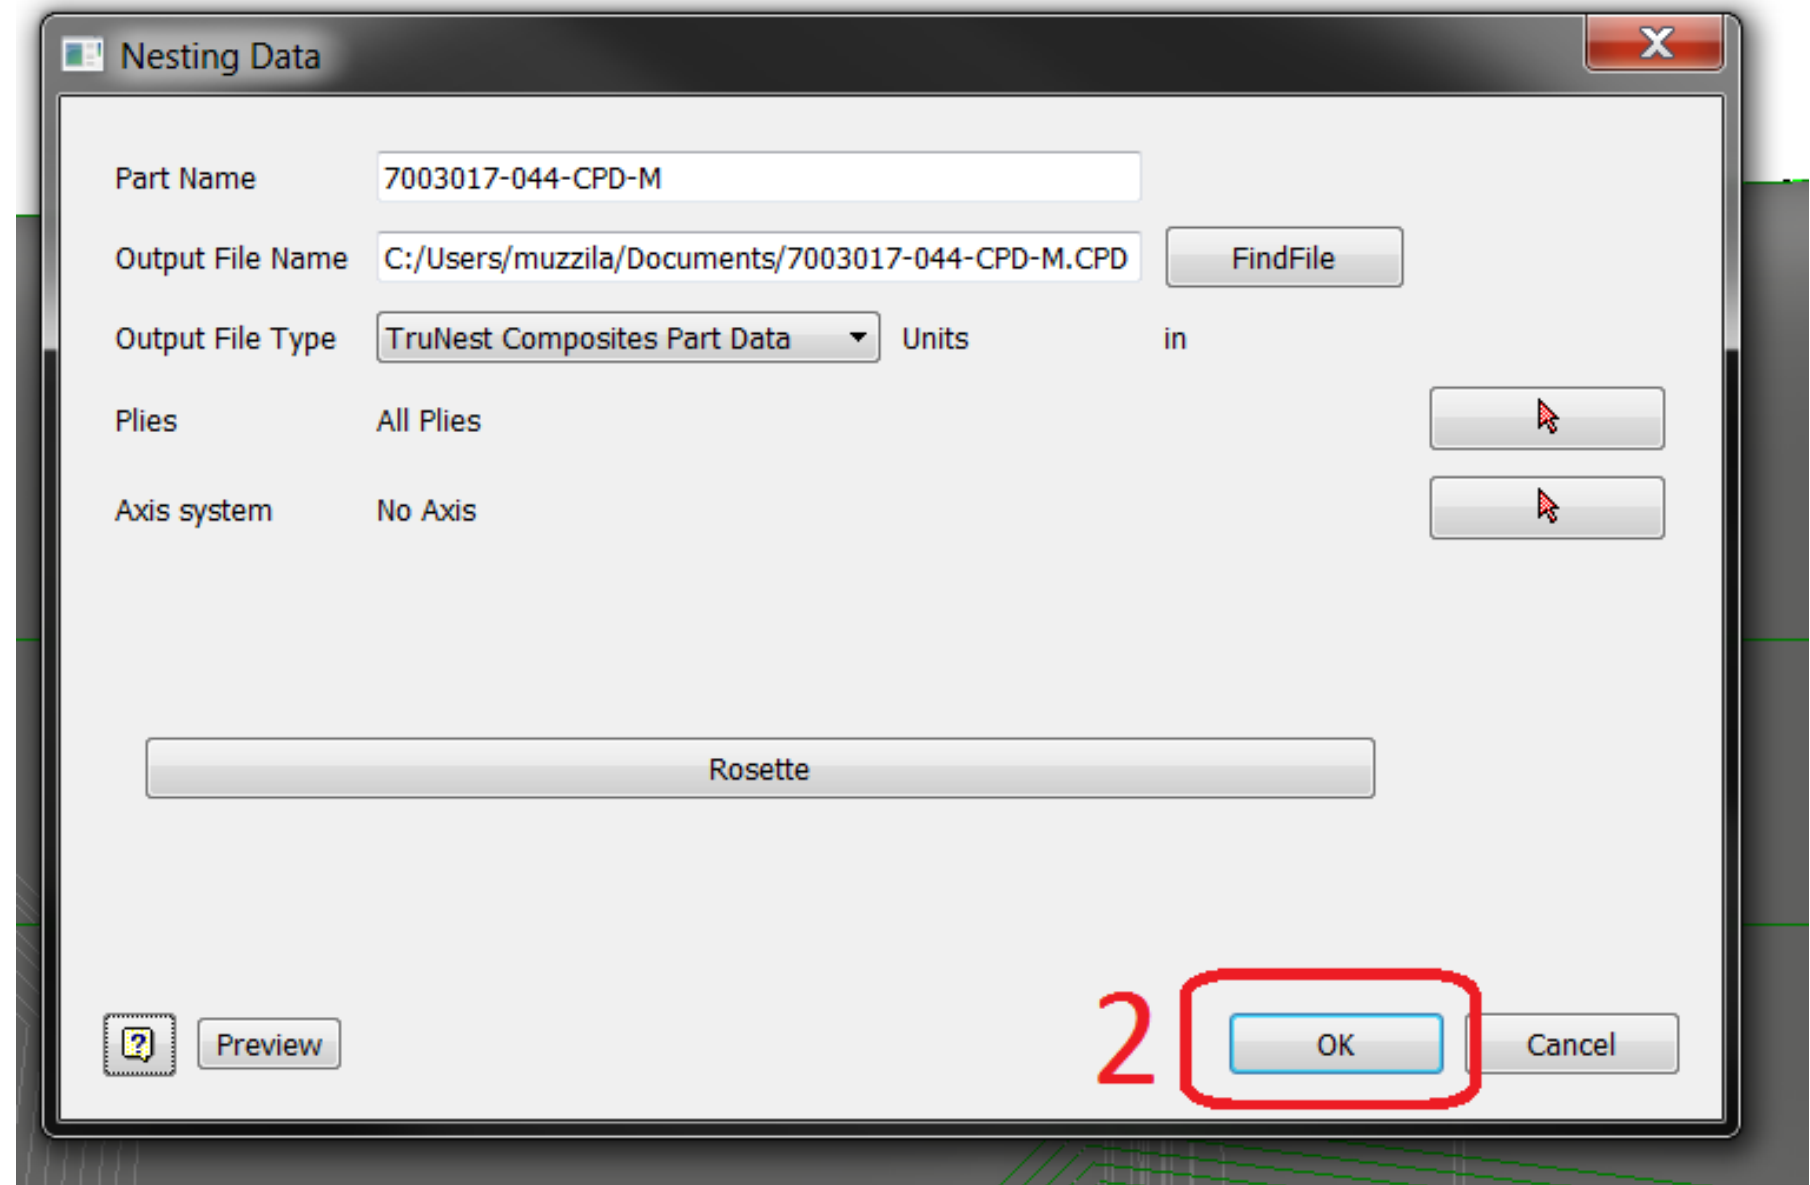 Nesting Data
Part Name 7003017-044-CPD-M
Output File Name C:/Users/muzzila/Documents/7003017-044-CPD-M.CPD FindFile
Output File Type TruNest Composites Part Data Units in
Plies All Plies
Axis system No Axis
Rosette
? Preview 2 OK Cancel